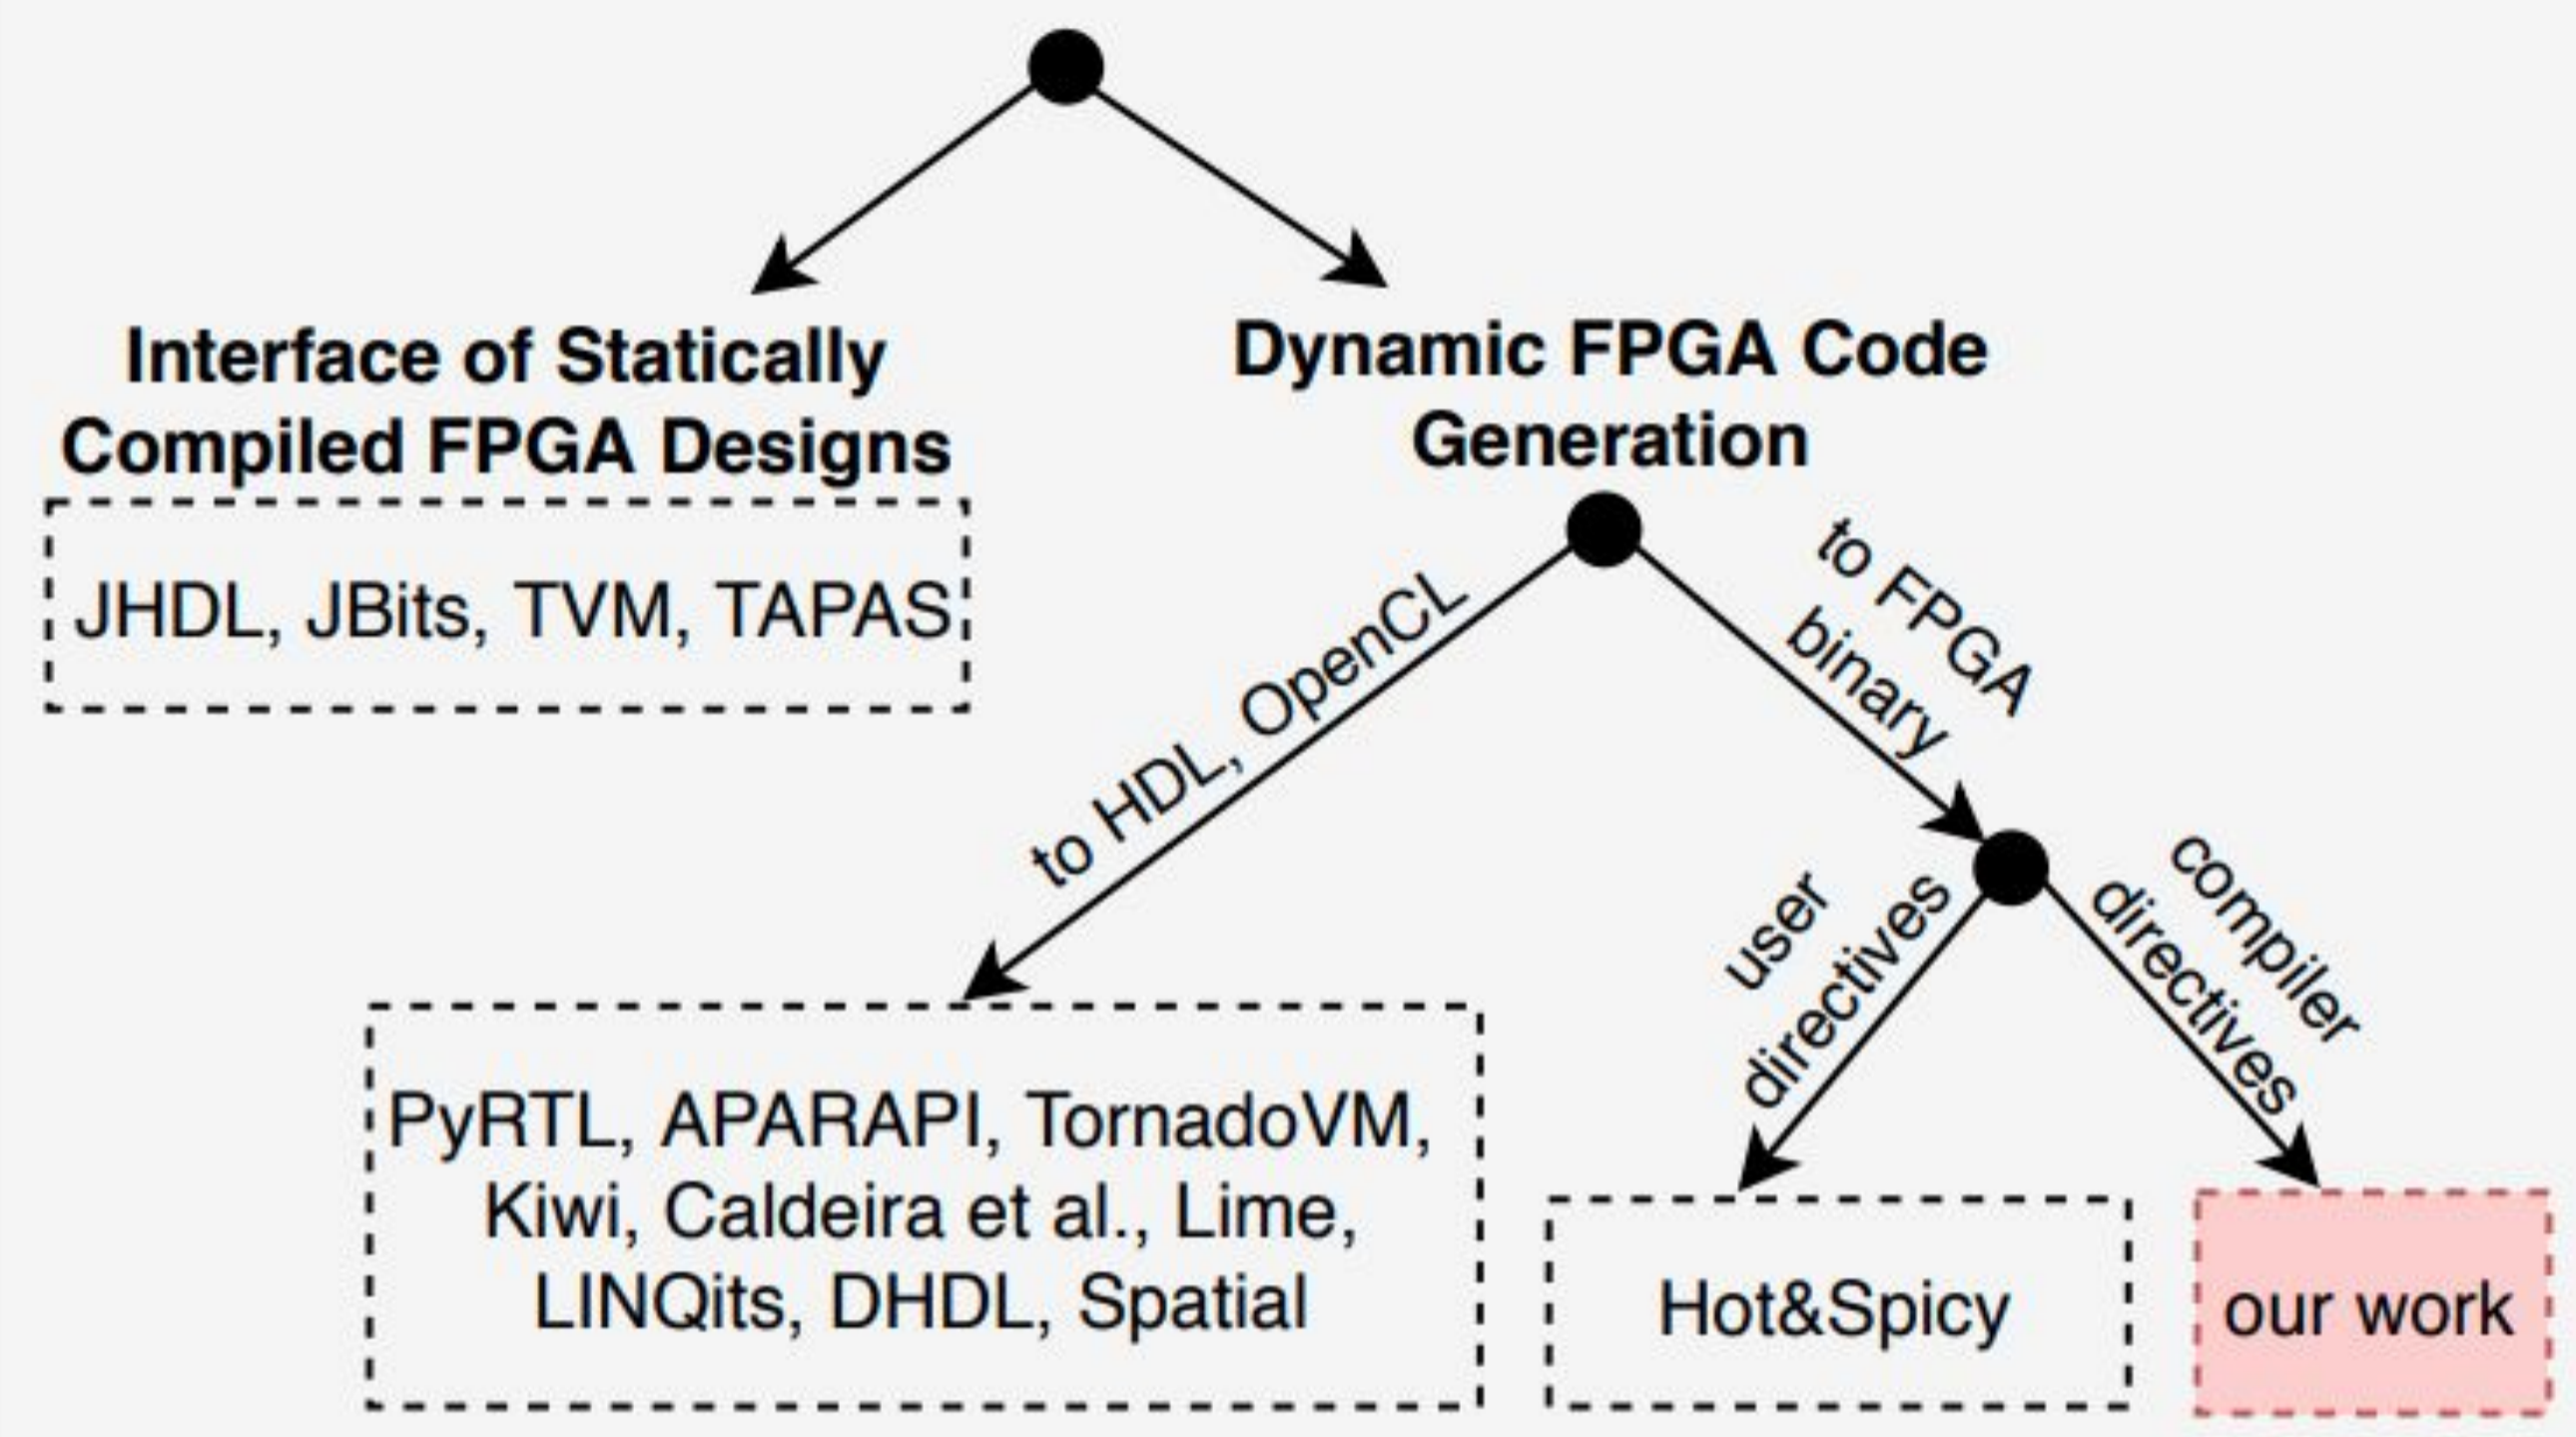 Interface of Statically
Compiled FPGA Designs
JHDL, JBits, TVM, TAPAS
Dynamic FPGA Code
Generation
to HDL, OpenCL
to FPGA
binary
PyRTL, APARAPI, TornadoVM,
Kiwi, Caldeira et al., Lime,
LINQits, DHDL, Spatial
user
directives
compiler
directives
Hot&Spicy
our work